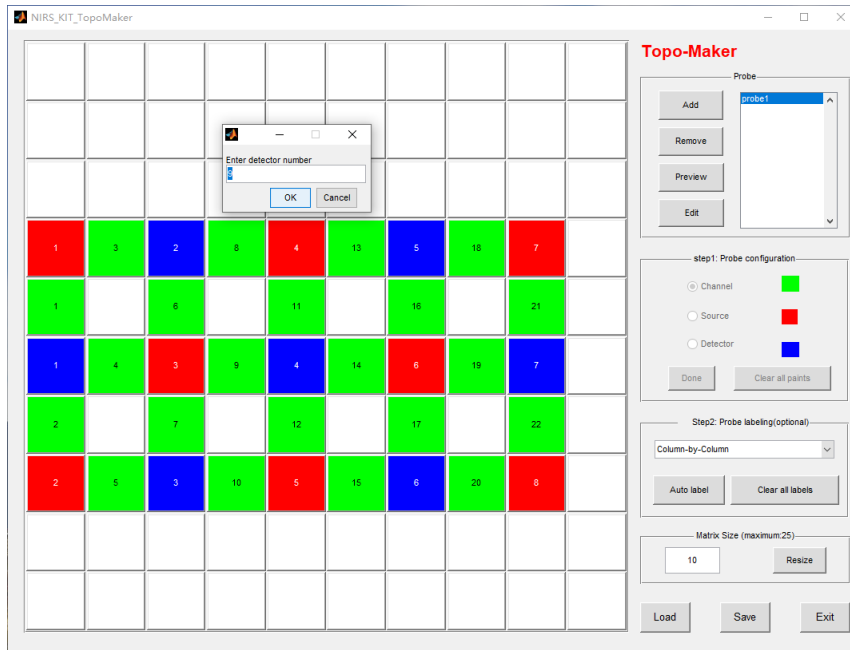 NIRS_KIT_TopoMaker
Topo-Maker
Probe
Add
probe1
Remove
Preview
Edit
Enter detector number
9
OK Cancel
1 3 2 8 4 13 5 18 7
1 6 11 16 21
1 4 3 9 4 14 6 19 7
2 7 12 17 22
2 5 3 10 5 15 6 20 8
step1: Probe configuration
Channel
Source
Detector
Done Clear all paints
Step2: Probe labeling(optional)
Column-by-Column
Auto label Clear all labels
Matrix Size (maximum:25)
10 Resize
Load Save Exit